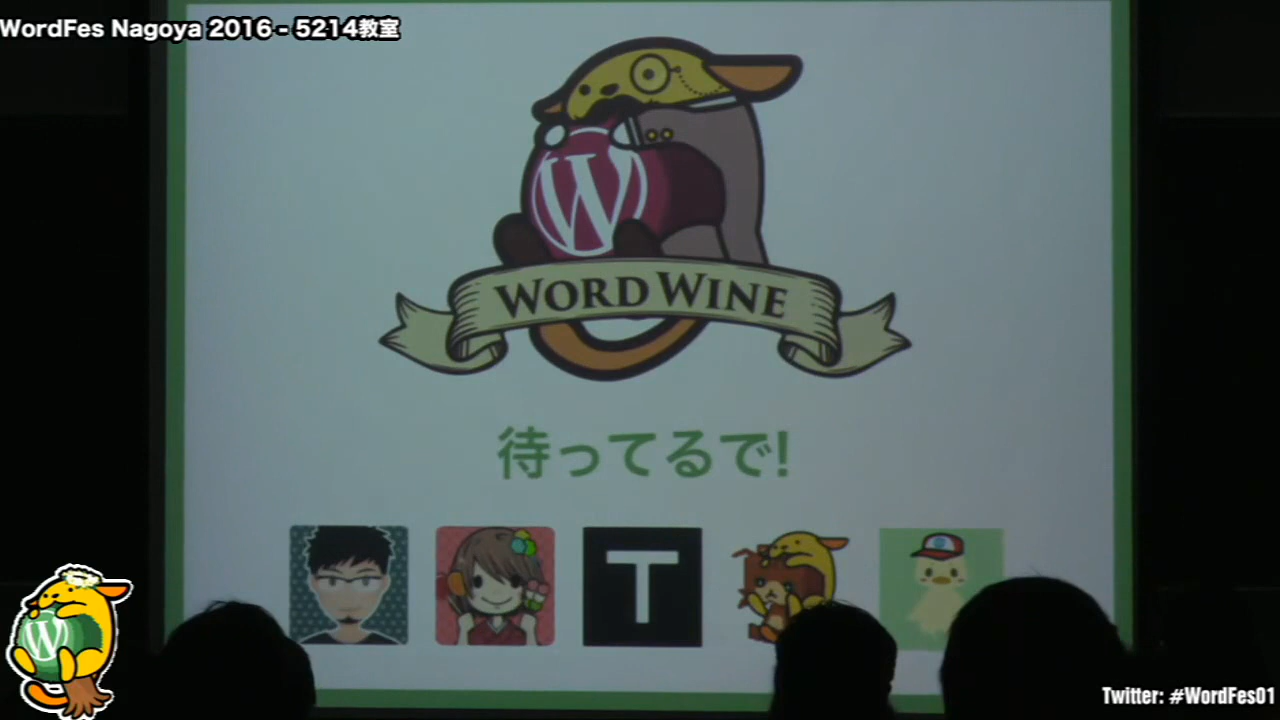 WordFes Nagoya 2016 - 5214教室
W
WORD WINE
待ってるで!
T
W
Twitter: #WordFes01